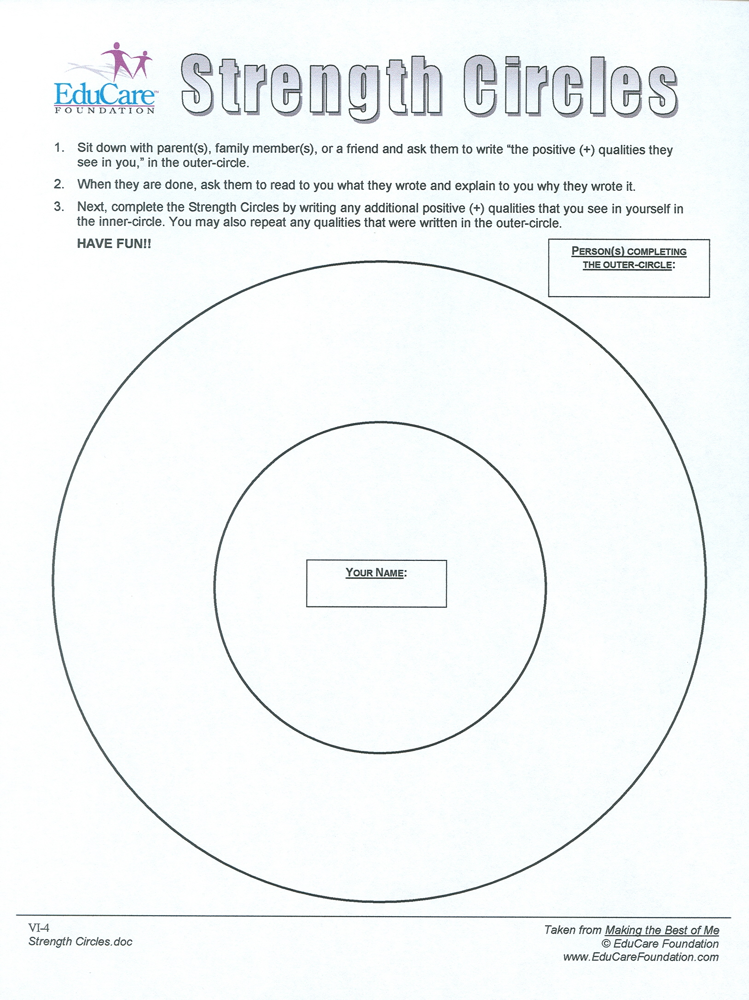 EduCare™
FOUNDATION
Strength Circles
1. Sit down with parent(s), family member(s), or a friend and ask them to write “the positive (+) qualities they
see in you,” in the outer-circle.
2. When they are done, ask them to read to you what they wrote and explain to you why they wrote it.
3. Next, complete the Strength Circles by writing any additional positive (+) qualities that you see in yourself in
the inner-circle. You may also repeat any qualities that were written in the outer-circle.
HAVE FUN!!
PERSON(S) COMPLETING
THE OUTER-CIRCLE:
YOUR NAME:
VI-4
Strength Circles.doc
Taken from Making the Best of Me
© EduCare Foundation
www.EduCareFoundation.com